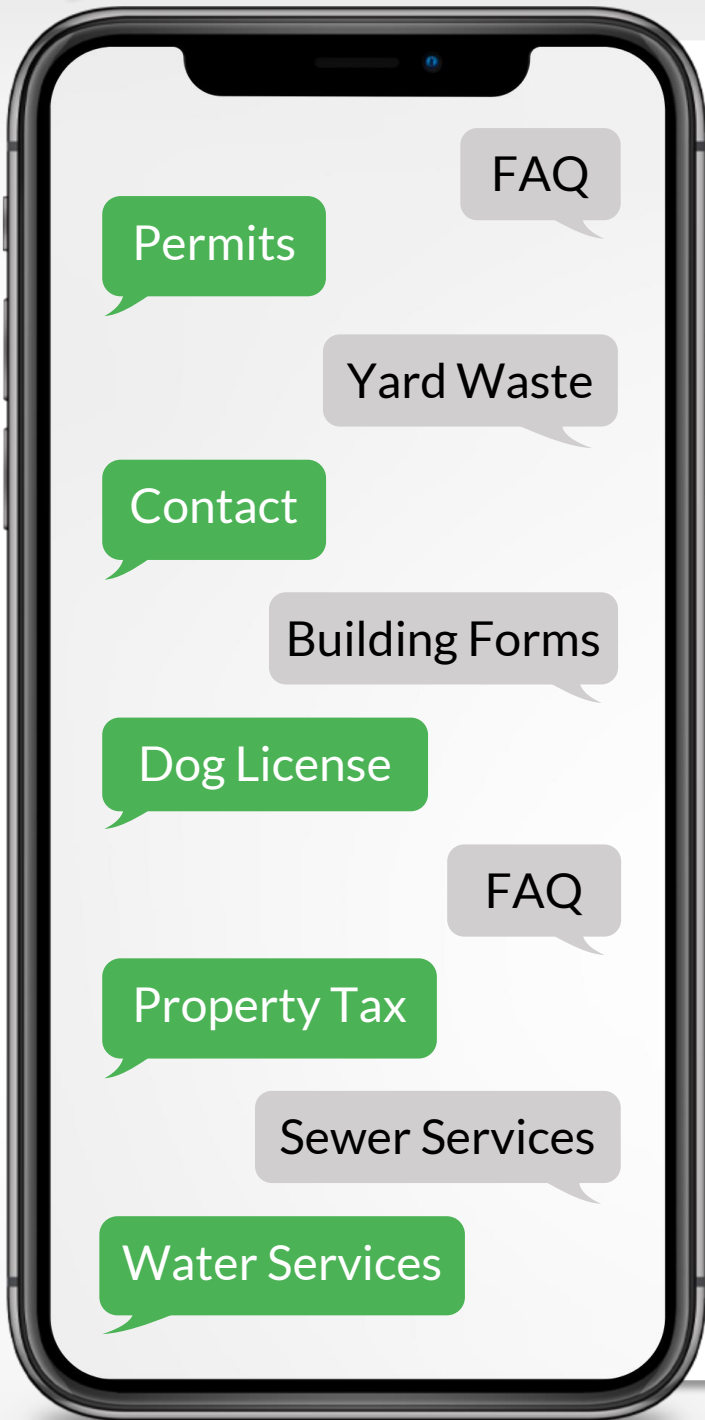 FAQ
Permits
Yard Waste
Contact
Building Forms
Dog License
FAQ
Property Tax
Sewer Services
Water Services